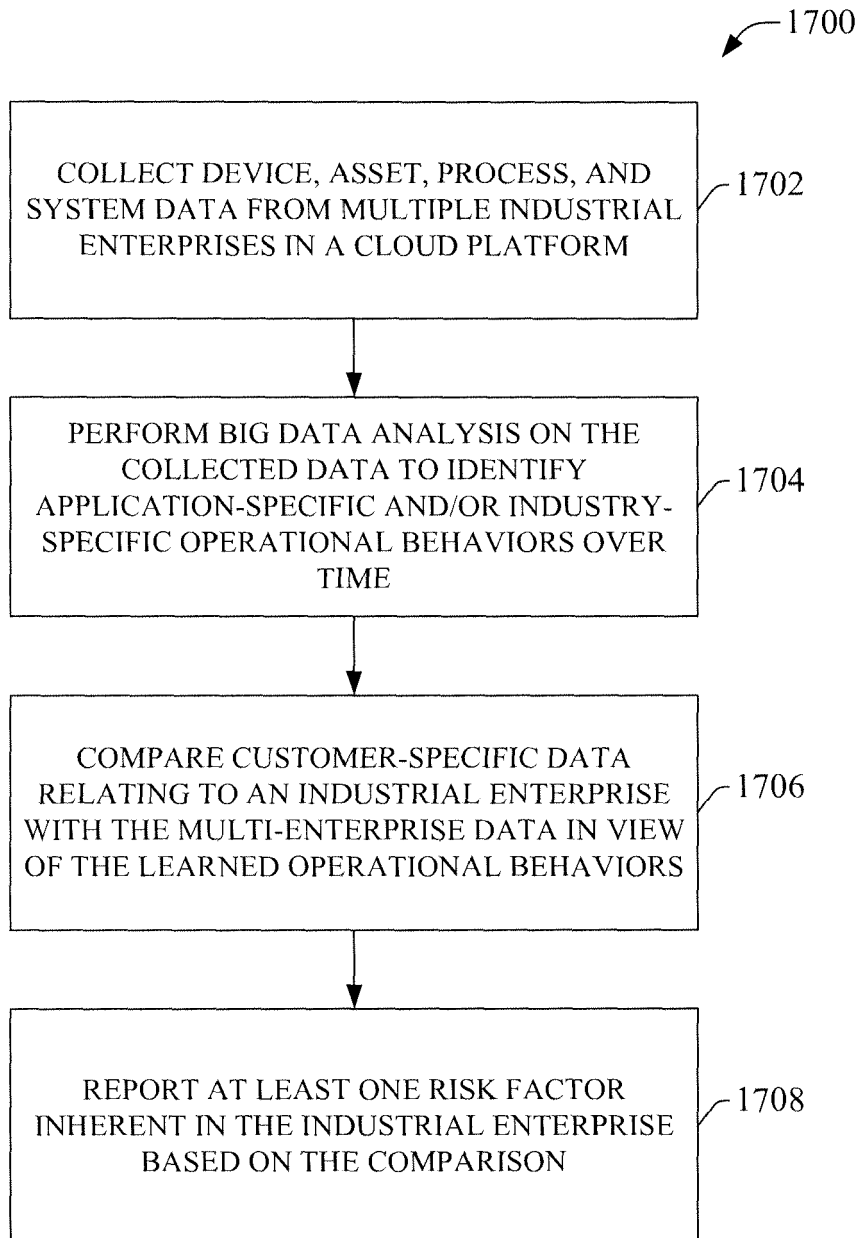 1700
COLLECT DEVICE, ASSET, PROCESS, AND
SYSTEM DATA FROM MULTIPLE INDUSTRIAL
ENTERPRISES IN A CLOUD PLATFORM
1702
PERFORM BIG DATA ANALYSIS ON THE
COLLECTED DATA TO IDENTIFY
APPLICATION-SPECIFIC AND/OR INDUSTRY-
SPECIFIC OPERATIONAL BEHAVIORS OVER
TIME
1704
COMPARE CUSTOMER-SPECIFIC DATA
RELATING TO AN INDUSTRIAL ENTERPRISE
WITH THE MULTI-ENTERPRISE DATA IN VIEW
OF THE LEARNED OPERATIONAL BEHAVIORS
1706
REPORT AT LEAST ONE RISK FACTOR
INHERENT IN THE INDUSTRIAL ENTERPRISE
BASED ON THE COMPARISON
1708